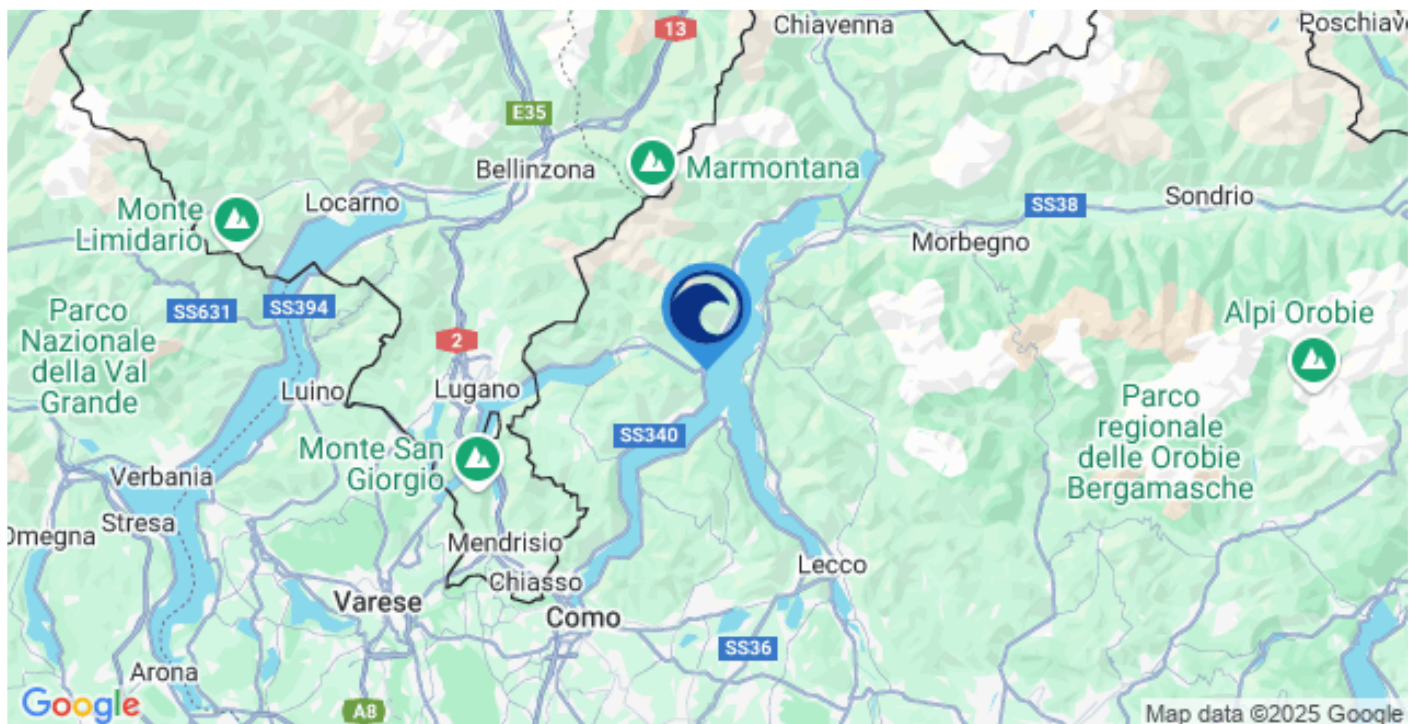 13
Chiavenna
Poschiavo
E35
Bellinzona
Marmontana
Locarno
Monte
Limidario
SS38
Sondrio
Morbegno
SS631
SS394
Parco
Nazionale
della Val
Grande
2
Alpi Orobie
Luino
Lugano
SS340
Parco
regionale
delle Orobie
Bergamasche
Monte San
Giorgio
Verbania
Stresa
Omegna
Mendrisio
Chiasso
Lecco
Varese
Como
SS36
Arona
A8
Google
Map data ©2025 Google